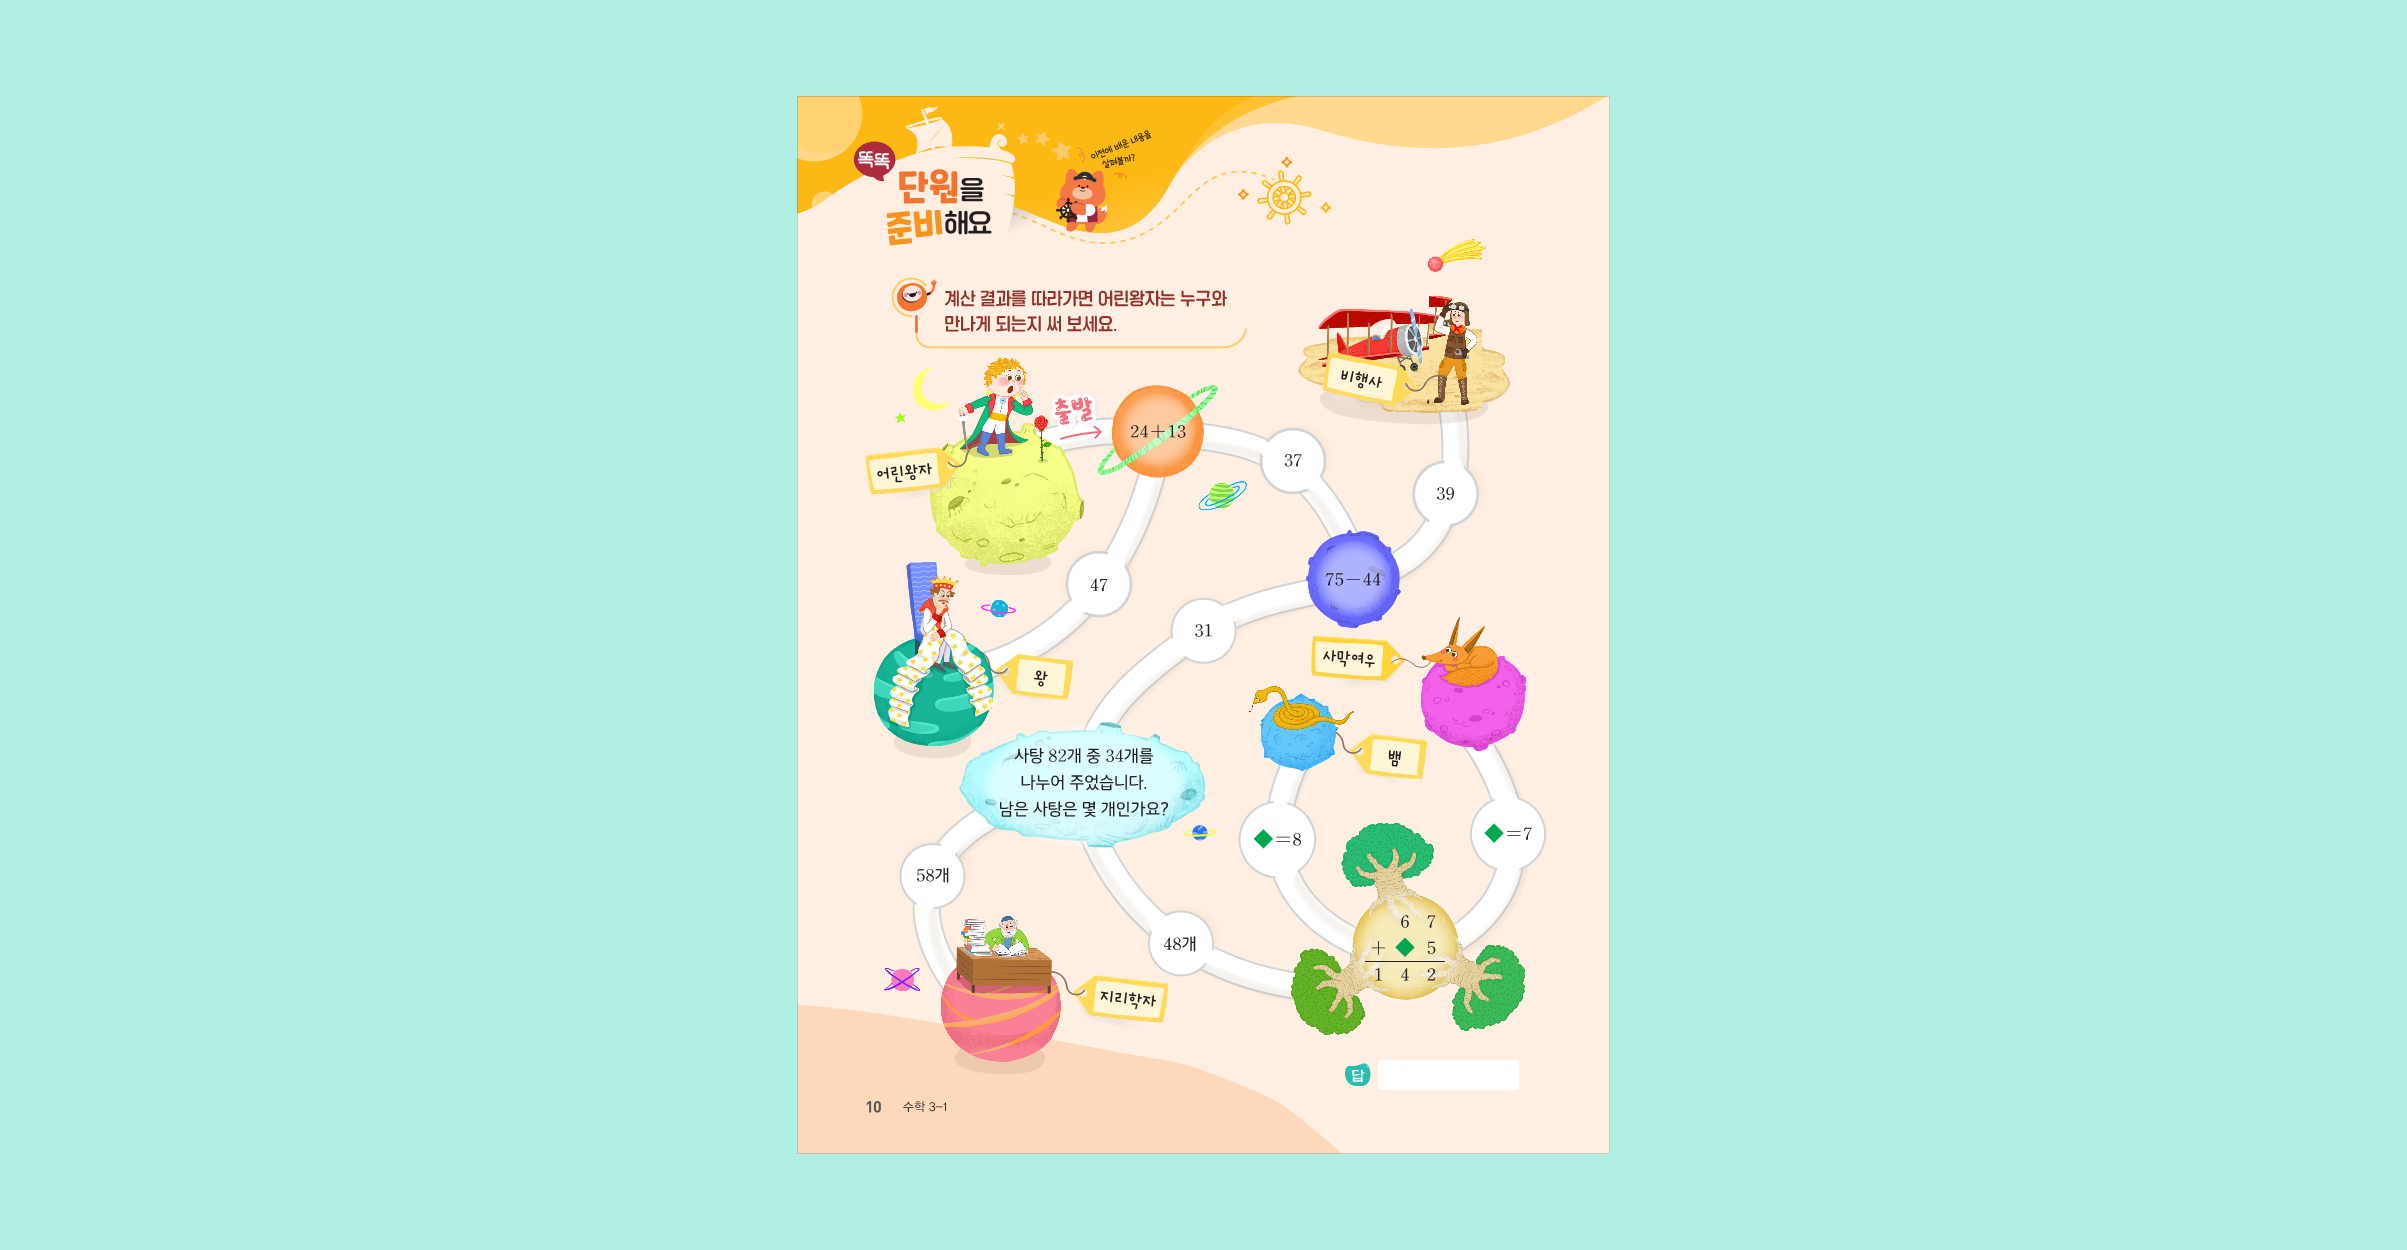 똑똑
단원을
준비해요
이전에 배운 내용을
살펴볼까?
계산 결과를 따라가면 어린왕자는 누구와
만나게 되는지 써 보세요.
비행사
출발
24+13
37
어린왕자
39
47
75-44
31
왕
사막여우
뱀
사탕 82개 중 34개를
나누어 주었습니다.
남은 사탕은 몇 개인가요?
◆=8
◆=7
58개
6 7
+ ◆ 5
1 4 2
48개
지리학자
답
10 수학 3-1